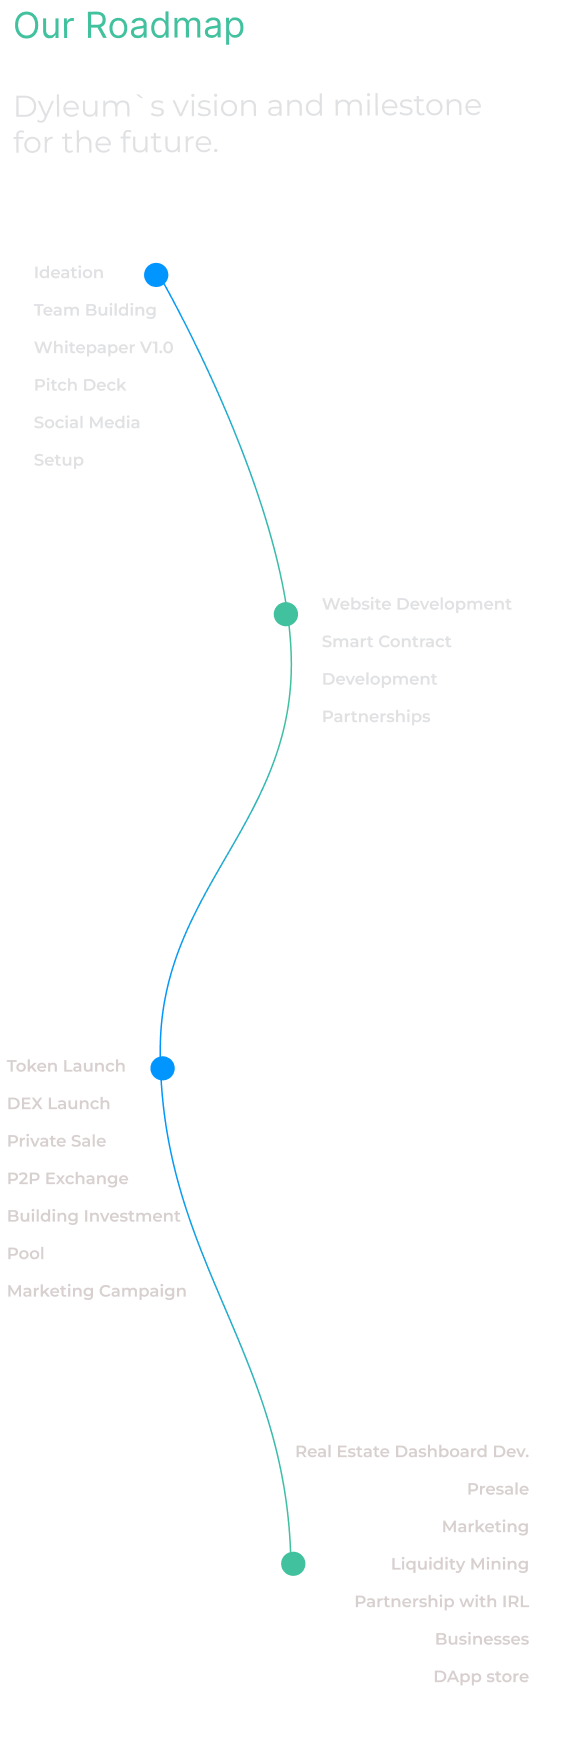 Our Roadmap
Dyleum`s vision and milestone
for the future.
Ideation
Team Building
Whitepaper V1.0
Pitch Deck
Social Media
Setup
Website Development
Smart Contract
Development
Partnerships
Token Launch
DEX Launch
Private Sale
P2P Exchange
Building Investment
Pool
Marketing Campaign
Real Estate Dashboard Dev.
Presale
Marketing
Liquidity Mining
Partnership with IRL
Businesses
DApp store